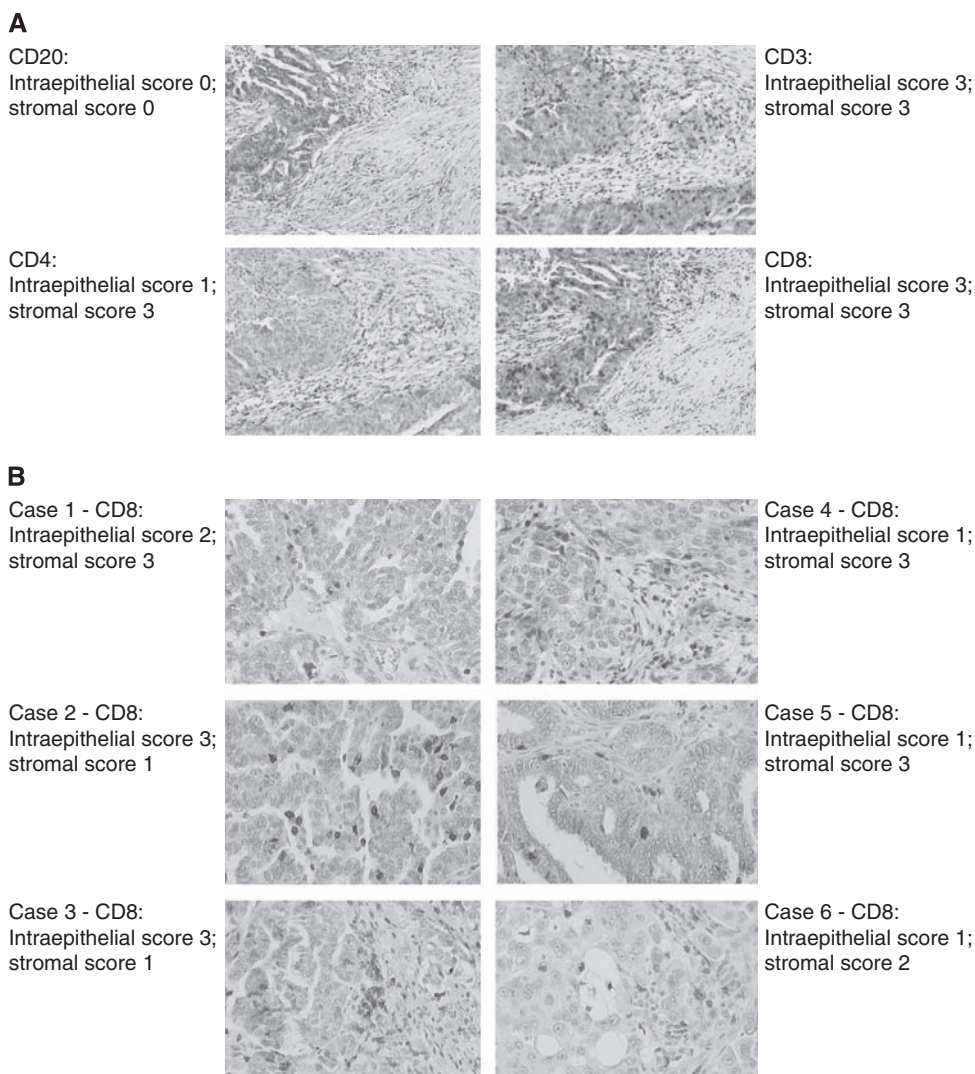 A
CD20:
Intraepithelial score 0;
stromal score 0
CD3:
Intraepithelial score 3;
stromal score 3
CD4:
Intraepithelial score 1;
stromal score 3
CD8:
Intraepithelial score 3;
stromal score 3
B
Case 1 - CD8:
Intraepithelial score 2;
stromal score 3
Case 4 - CD8:
Intraepithelial score 1;
stromal score 3
Case 2 - CD8:
Intraepithelial score 3;
stromal score 1
Case 5 - CD8:
Intraepithelial score 1;
stromal score 3
Case 3 - CD8:
Intraepithelial score 3;
stromal score 1
Case 6 - CD8:
Intraepithelial score 1;
stromal score 2